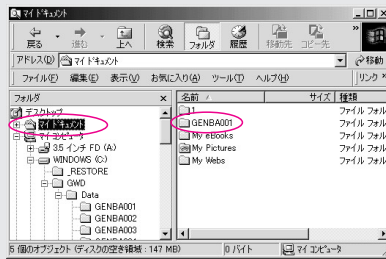 マイ ドキュメント
戻る 進む 上へ 検索 フォルダ 履歴 移動先 コピー先 »
アドレス(D) マイ ドキュメント 移動
ファイル(F) 編集(E) 表示(V) お気に入り(A) ツール(T) ヘルプ(H) リンク »
フォルダ ×
デスクトップ
マイ ドキュメント
マイ コンピュータ
3.5 インチ FD (A:)
WINDOWS (C:)
_RESTORE
GWD
Data
GENBA001
GENBA002
GENBA003
名前 サイズ 種類
1 ファイル フォル
GENBA001 ファイル フォル
My eBooks ファイル フォル
My Pictures ファイル フォル
My Webs ファイル フォル
5 個のオブジェクト (ディスクの空き領域 : 147 MB) 0 バイト マイ コンピュータ